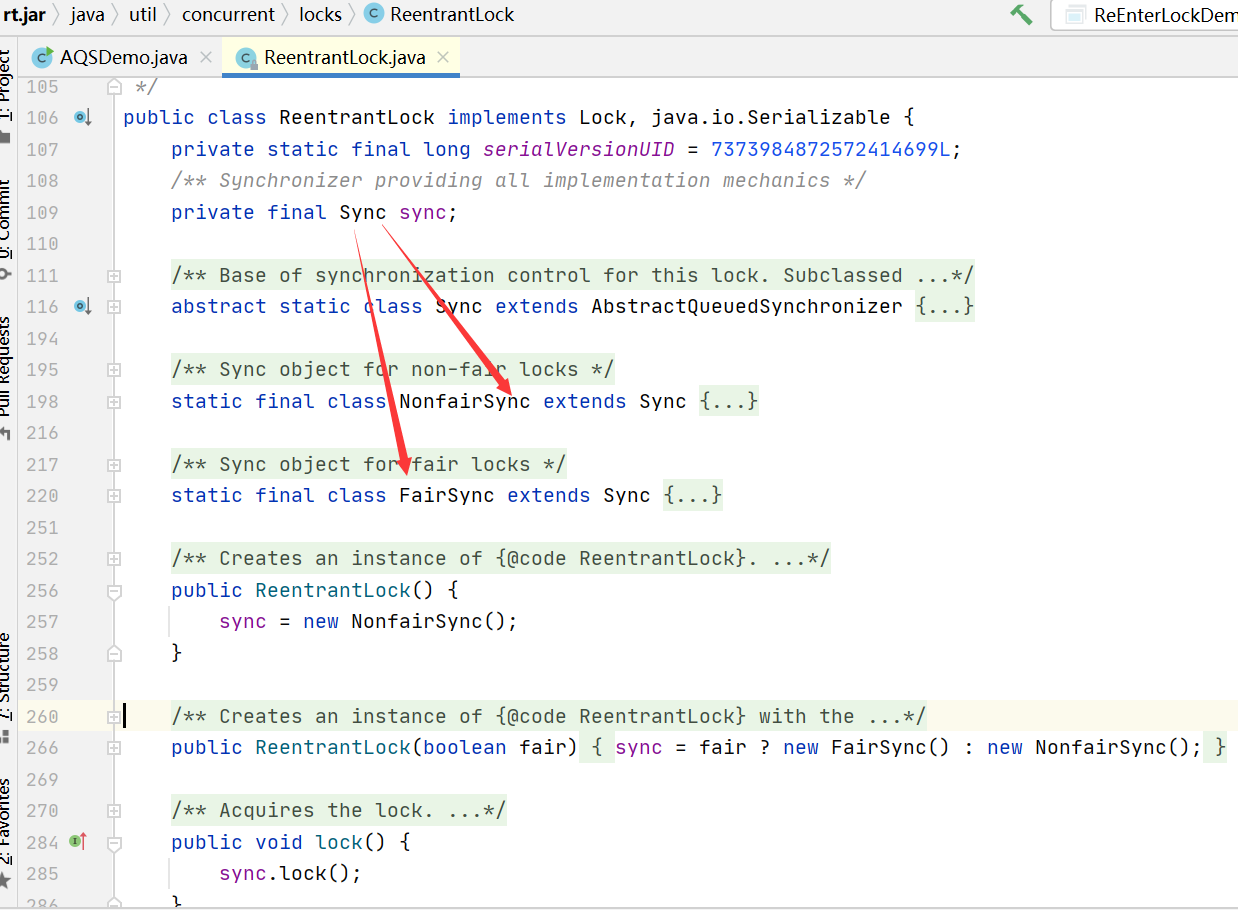 rt.jar java util concurrent locks ReentrantLock
ReEnterLockDem
AQSDemo.java ReentrantLock.java
1: Project
0: Commit
Pull Requests
7: Structure
2: Favorites
105 */
106 public class ReentrantLock implements Lock, java.io.Serializable {
107 private static final long serialVersionUID = 7373984872572414699L;
108 /** Synchronizer providing all implementation mechanics */
109 private final Sync sync;
110
111 /** Base of synchronization control for this lock. Subclassed ...*/
116 abstract static class Sync extends AbstractQueuedSynchronizer {...}
194
195 /** Sync object for non-fair locks */
198 static final class NonfairSync extends Sync {...}
216
217 /** Sync object for fair locks */
220 static final class FairSync extends Sync {...}
251
252 /** Creates an instance of {@code ReentrantLock}. ...*/
256 public ReentrantLock() {
257 sync = new NonfairSync();
258 }
259
260 /** Creates an instance of {@code ReentrantLock} with the ...*/
266 public ReentrantLock(boolean fair) { sync = fair ? new FairSync() : new NonfairSync(); }
269
270 /** Acquires the lock. ...*/
284 public void lock() {
285 sync.lock();
286 }